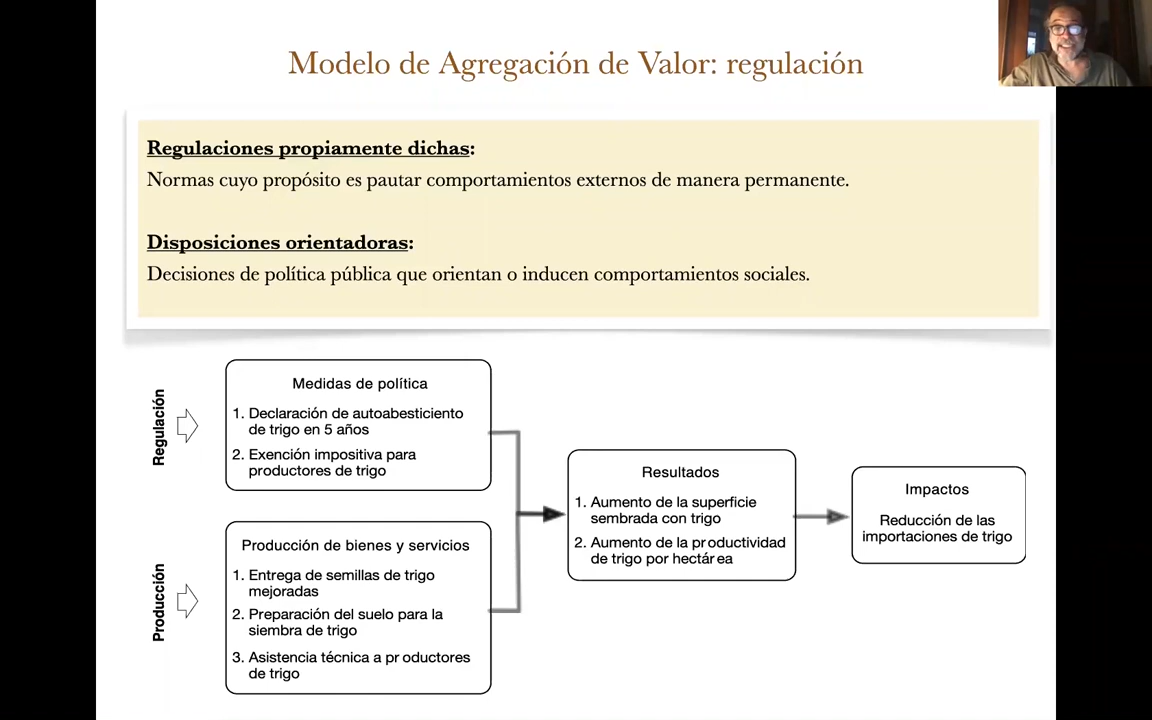 Modelo de Agregación de Valor: regulación
Regulaciones propiamente dichas:
Normas cuyo propósito es pautar comportamientos externos de manera permanente.
Disposiciones orientadoras:
Decisiones de política pública que orientan o inducen comportamientos sociales.
Regulación
Medidas de política
1. Declaración de autoabesticiento
de trigo en 5 años
2. Exención impositiva para
productores de trigo
Producción
Producción de bienes y servicios
1. Entrega de semillas de trigo
mejoradas
2. Preparación del suelo para la
siembra de trigo
3. Asistencia técnica a productores
de trigo
Resultados
1. Aumento de la superficie
sembrada con trigo
2. Aumento de la productividad
de trigo por hectárea
Impactos
Reducción de las
importaciones de trigo